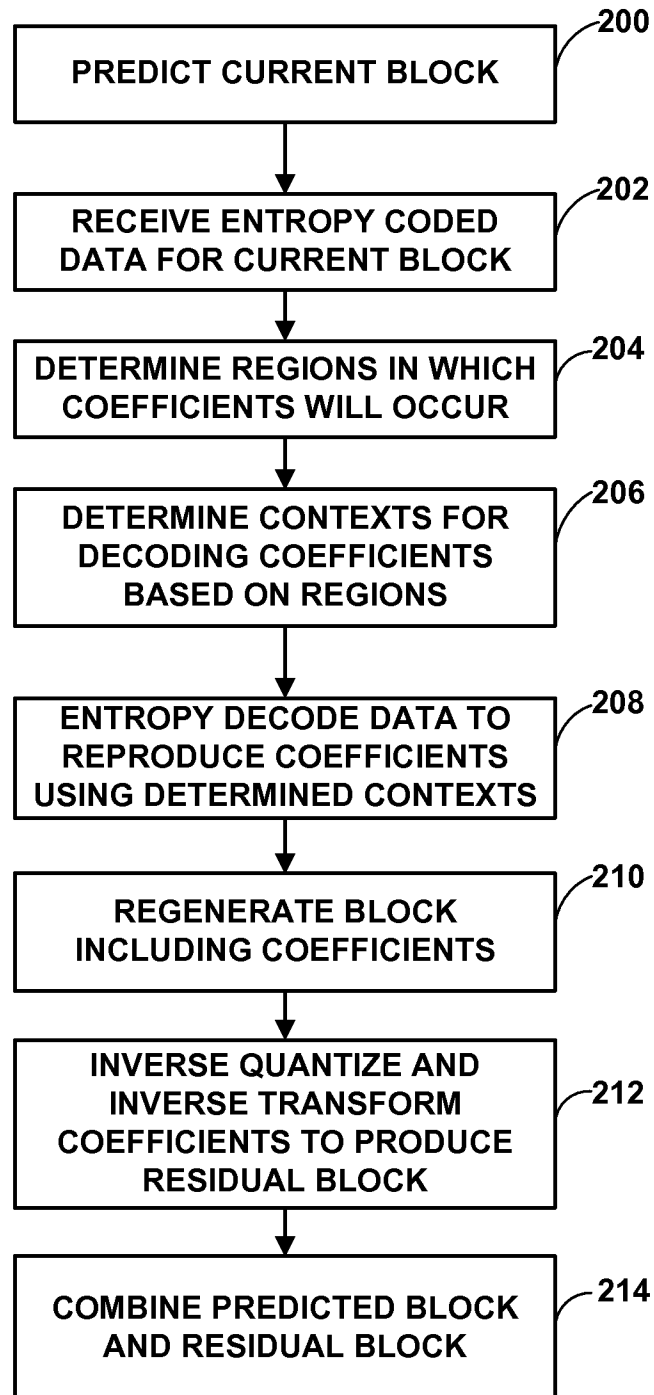 200
PREDICT CURRENT BLOCK
202
RECEIVE ENTROPY CODED
DATA FOR CURRENT BLOCK
204
DETERMINE REGIONS IN WHICH
COEFFICIENTS WILL OCCUR
206
DETERMINE CONTEXTS FOR
DECODING COEFFICIENTS
BASED ON REGIONS
208
ENTROPY DECODE DATA TO
REPRODUCE COEFFICIENTS
USING DETERMINED CONTEXTS
210
REGENERATE BLOCK
INCLUDING COEFFICIENTS
212
INVERSE QUANTIZE AND
INVERSE TRANSFORM
COEFFICIENTS TO PRODUCE
RESIDUAL BLOCK
214
COMBINE PREDICTED BLOCK
AND RESIDUAL BLOCK